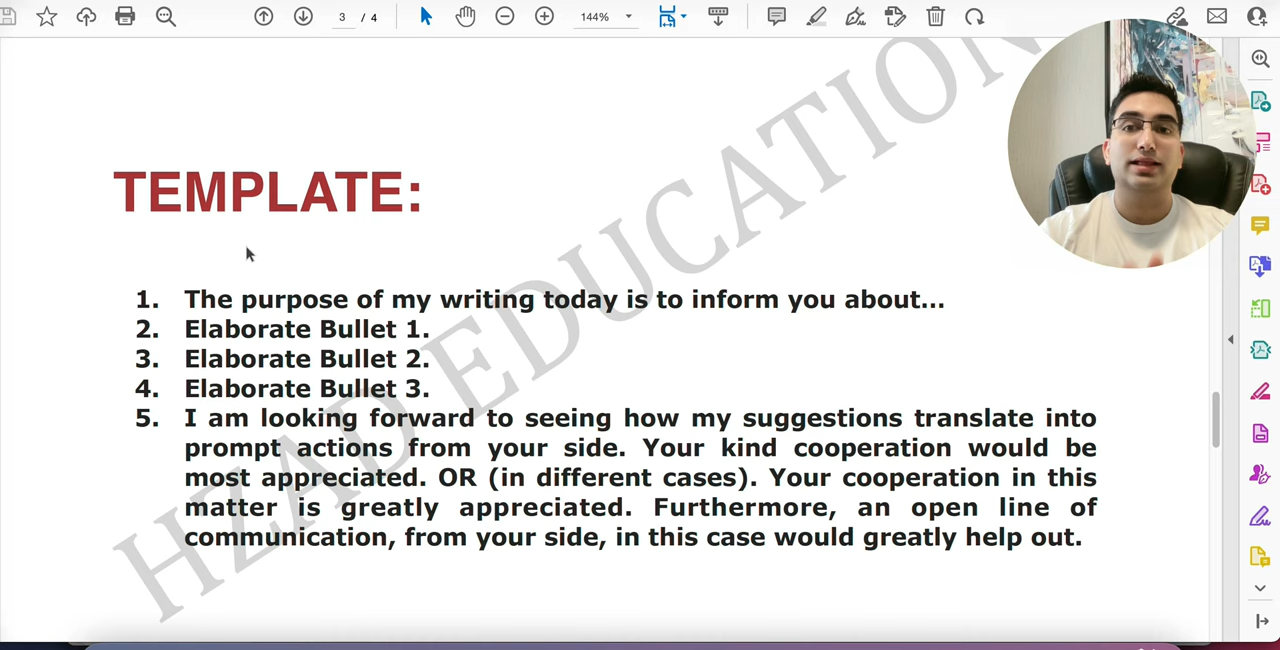 3 / 4
144%
TEMPLATE:
1. The purpose of my writing today is to inform you about...
2. Elaborate Bullet 1.
3. Elaborate Bullet 2.
4. Elaborate Bullet 3.
5. I am looking forward to seeing how my suggestions translate into
prompt actions from your side. Your kind cooperation would be
most appreciated. OR (in different cases). Your cooperation in this
matter is greatly appreciated. Furthermore, an open line of
communication, from your side, in this case would greatly help out.
HZAD EDUCATION